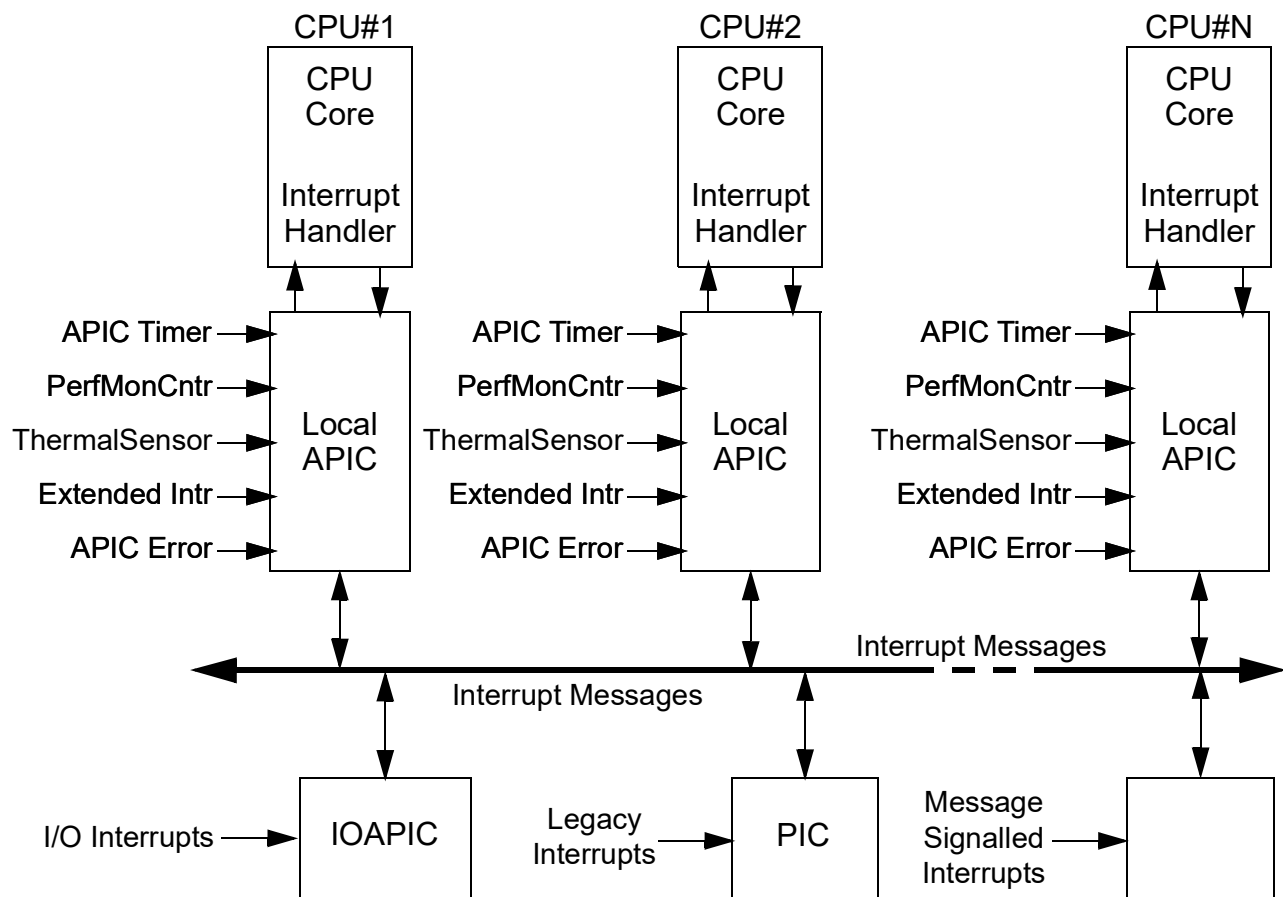 CPU#1
CPU#2
CPU#N
CPU
Core
Interrupt
Handler
CPU
Core
Interrupt
Handler
CPU
Core
Interrupt
Handler
APIC Timer
PerfMonCntr
ThermalSensor
Extended Intr
APIC Error
Local
APIC
APIC Timer
PerfMonCntr
ThermalSensor
Extended Intr
APIC Error
Local
APIC
APIC Timer
PerfMonCntr
ThermalSensor
Extended Intr
APIC Error
Local
APIC
Interrupt Messages
Interrupt Messages
I/O Interrupts
IOAPIC
Legacy
Interrupts
PIC
Message
Signalled
Interrupts